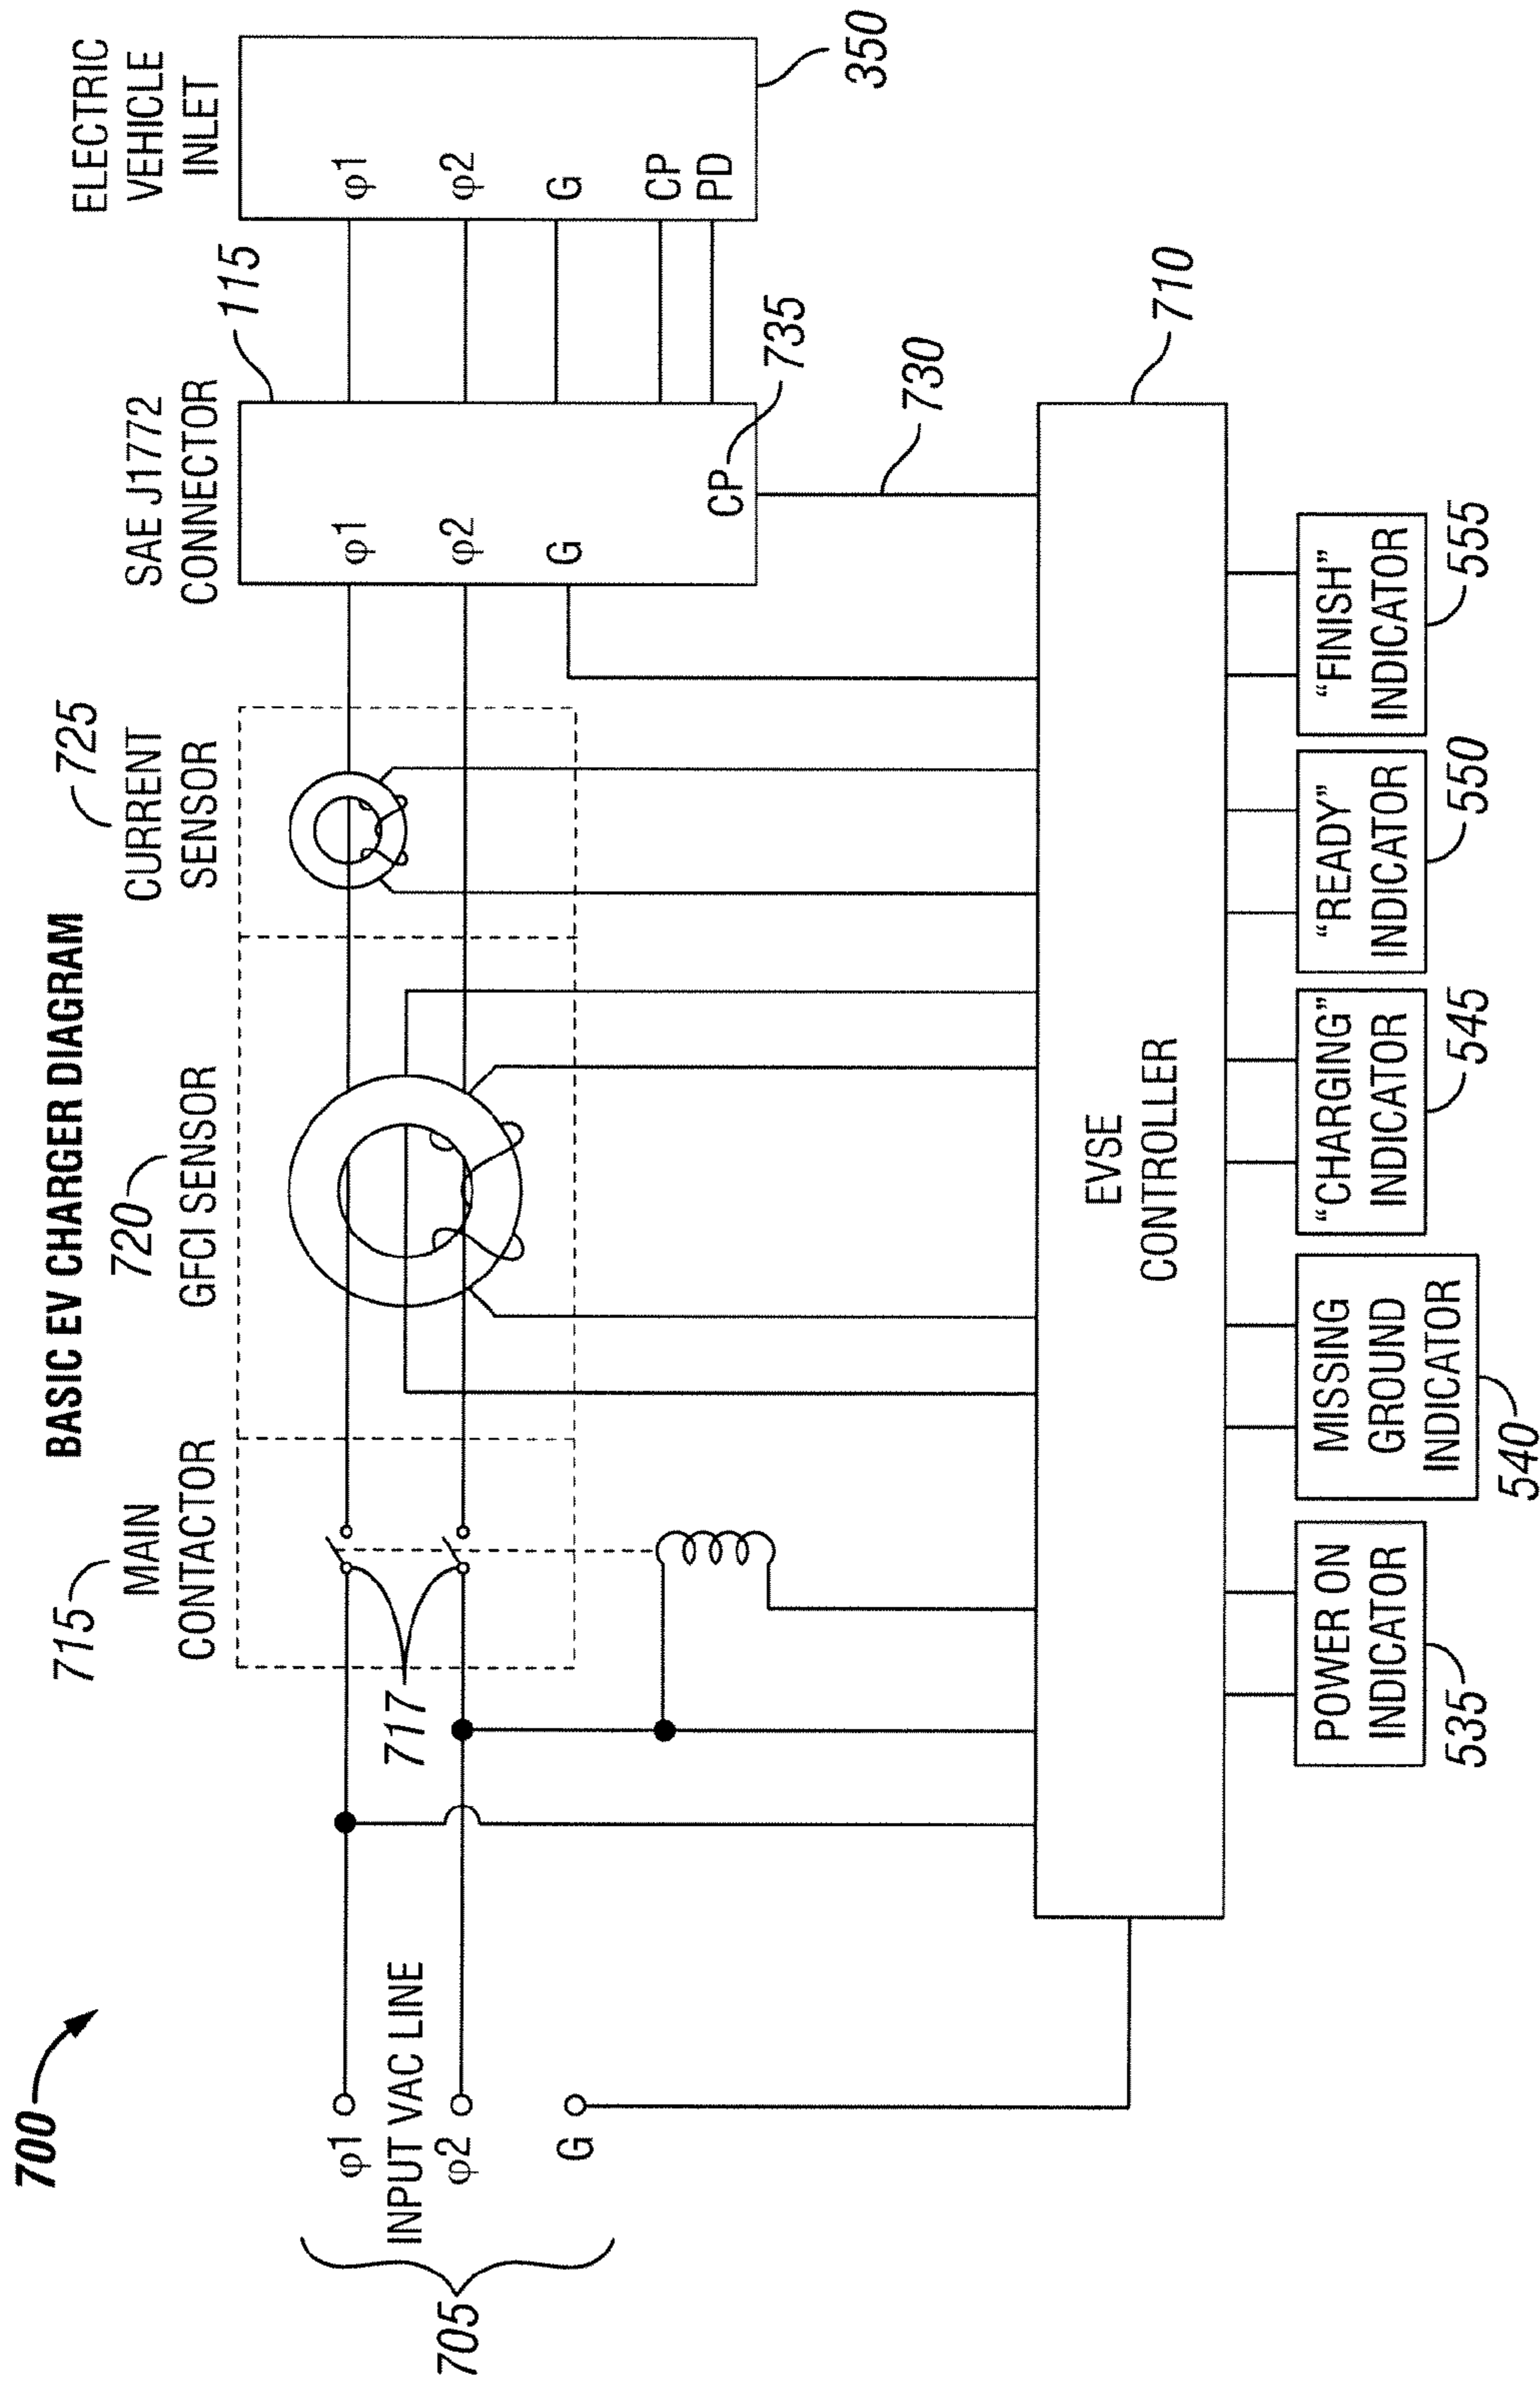 700
BASIC EV CHARGER DIAGRAM
715
MAIN
CONTACTOR
720
GFCI SENSOR
725
CURRENT
SENSOR
SAE J1772
CONNECTOR
115
ELECTRIC
VEHICLE
INLET
705
φ1
INPUT VAC LINE
φ2
G
717
φ1
φ2
G
CP
735
φ1
φ2
G
CP
PD
350
730
EVSE
CONTROLLER
710
POWER ON
INDICATOR
535
MISSING
GROUND
INDICATOR
540
“CHARGING”
INDICATOR
545
“READY”
INDICATOR
550
“FINISH”
INDICATOR
555